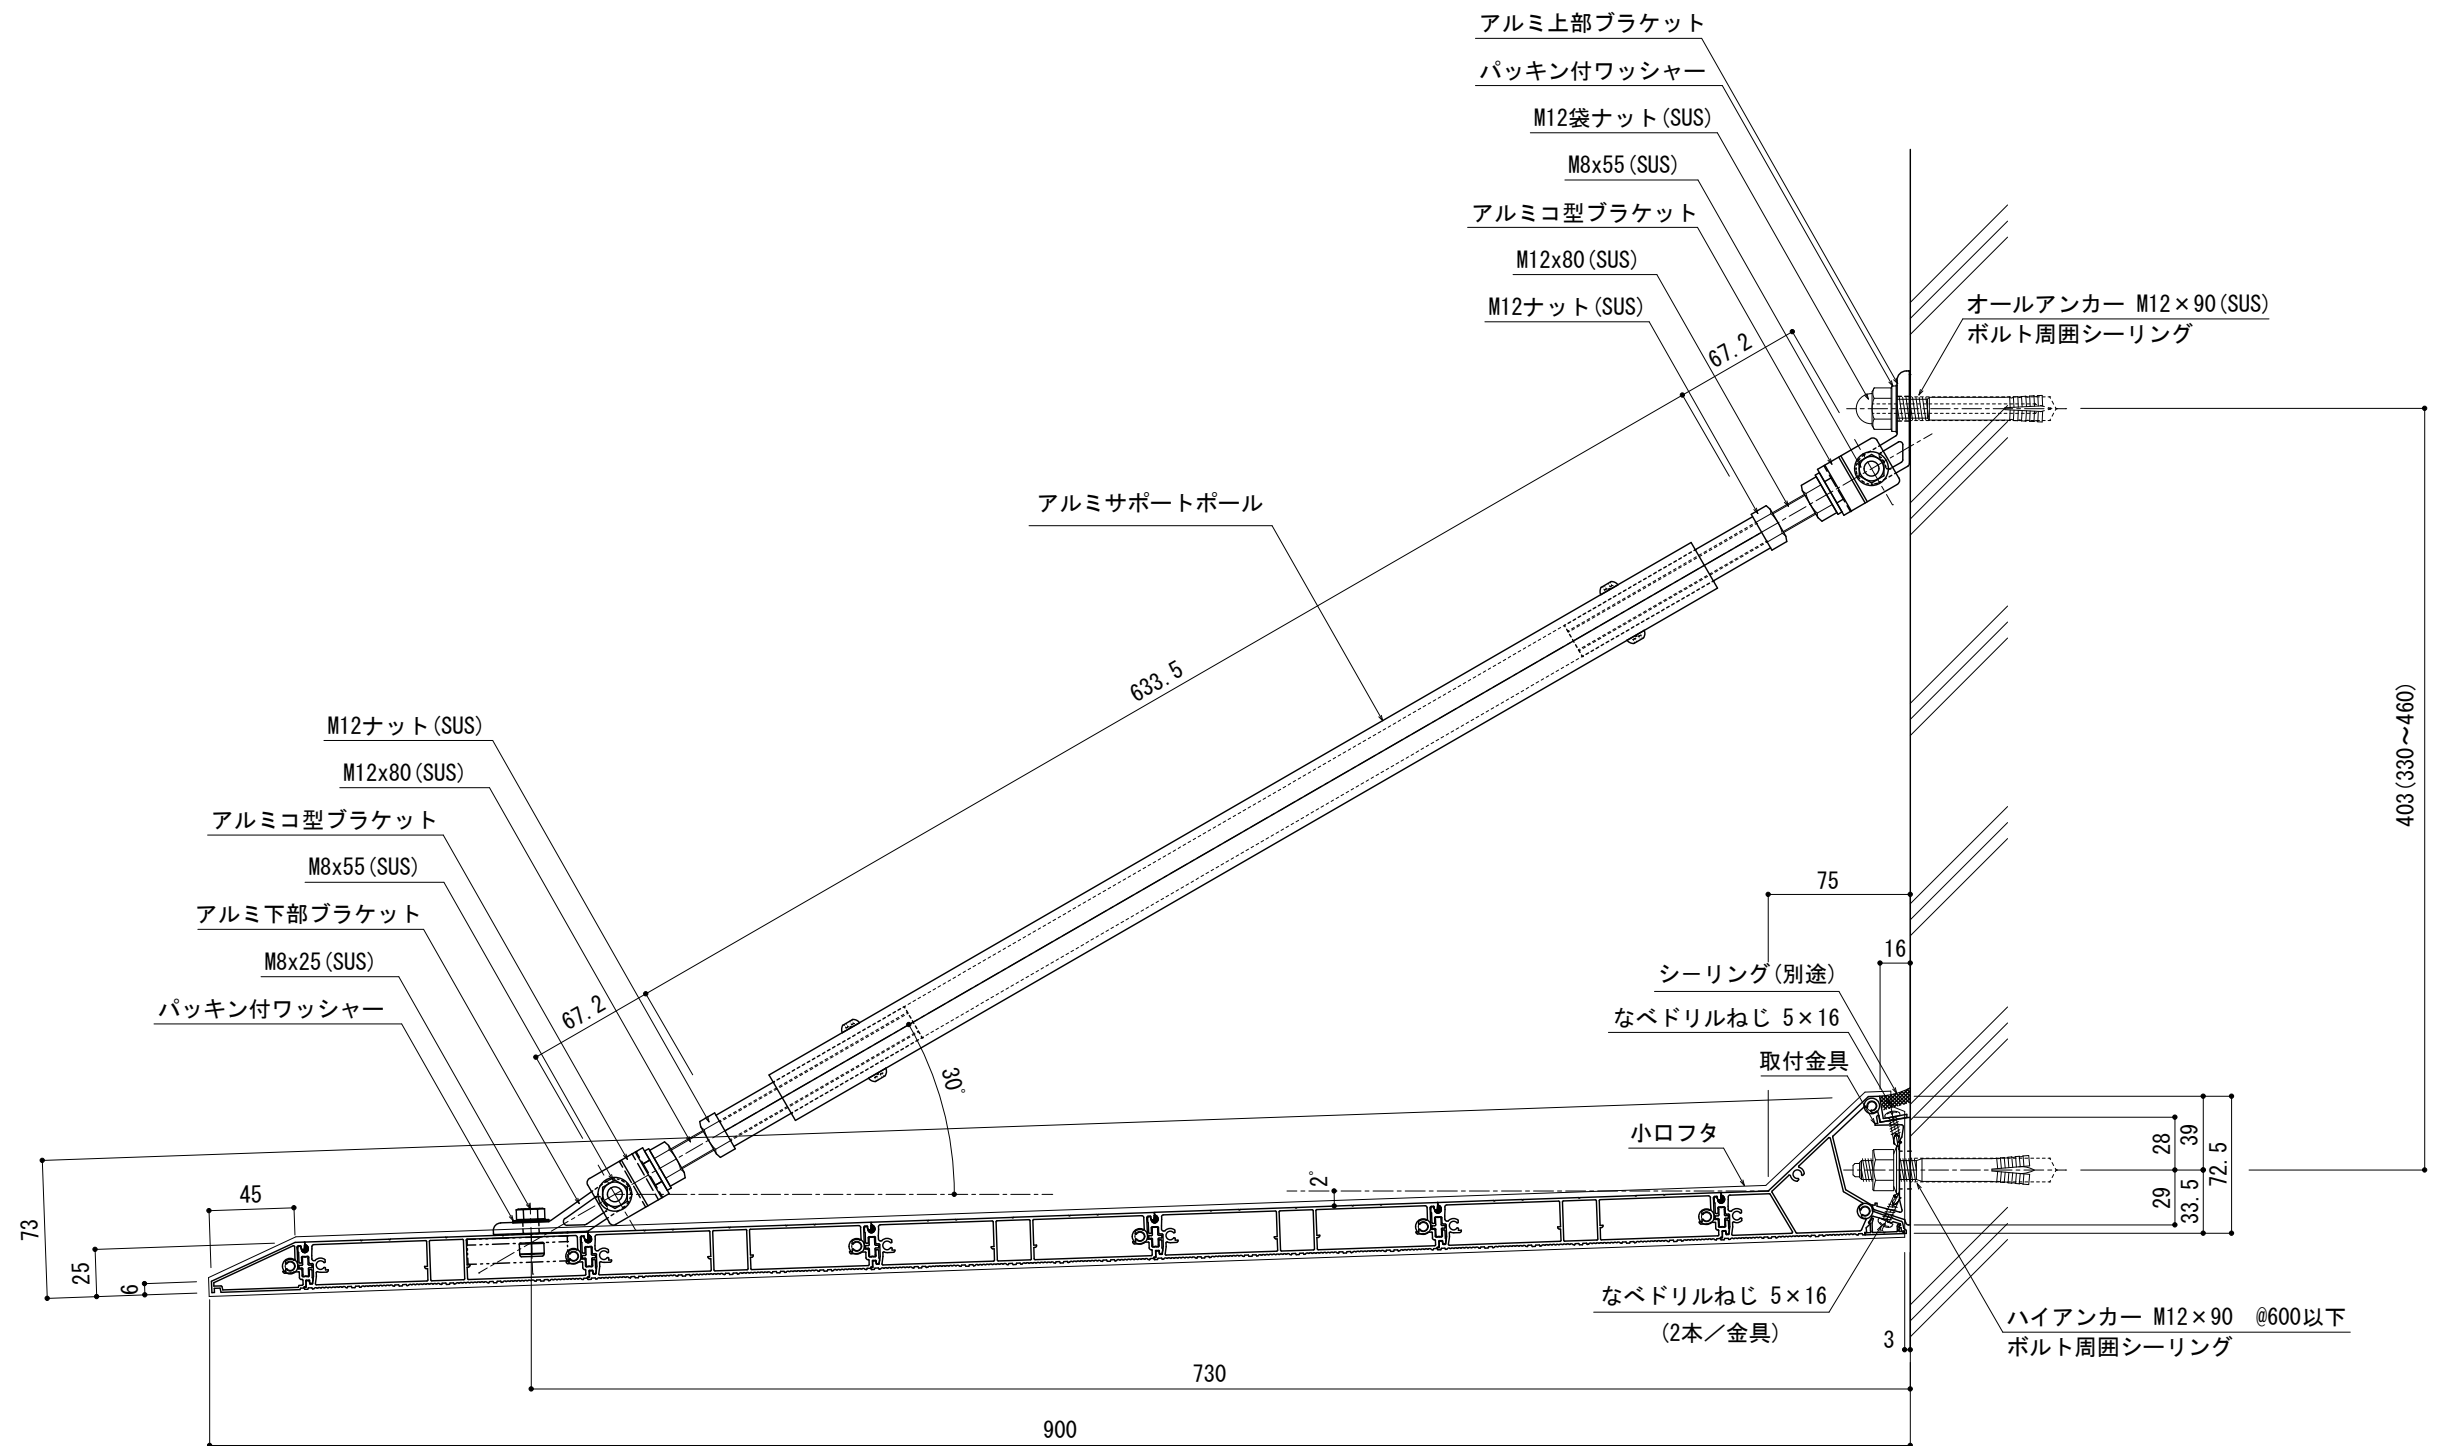 アルミ上部ブラケット
パッキン付ワッシャー
M12袋ナット(SUS)
M8x55(SUS)
アルミコ型ブラケット
M12x80(SUS)
M12ナット(SUS)
オールアンカー M12×90(SUS)
ボルト周囲シーリング
67.2
アルミサポートポール
633.5
403(330~460)
M12ナット(SUS)
M12x80(SUS)
アルミコ型ブラケット
M8x55(SUS)
アルミ下部ブラケット
M8x25(SUS)
パッキン付ワッシャー
67.2
30°
75
16
シーリング(別途)
なべドリルねじ 5×16
取付金具
小口フタ
2°
28
39
72.5
29
33.5
45
73
25
6
なべドリルねじ 5×16
(2本/金具)
3
ハイアンカー M12×90 @600以下
ボルト周囲シーリング
730
900